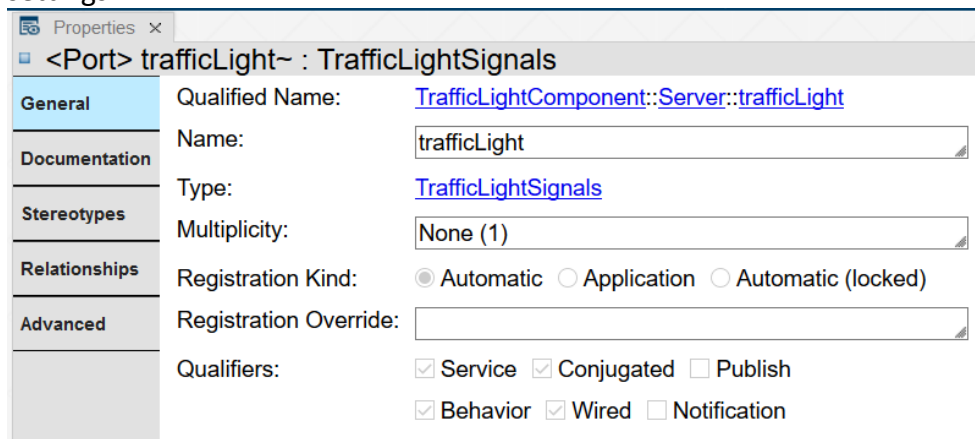 Properties ×
<Port> trafficLight~ : TrafficLightSignals
General
Qualified Name: TrafficLightComponent::Server::trafficLight
Name: trafficLight
Documentation
Type: TrafficLightSignals
Stereotypes
Multiplicity: None (1)
Relationships
Registration Kind: Automatic Application Automatic (locked)
Advanced
Registration Override:
Qualifiers: Service Conjugated Publish
Behavior Wired Notification